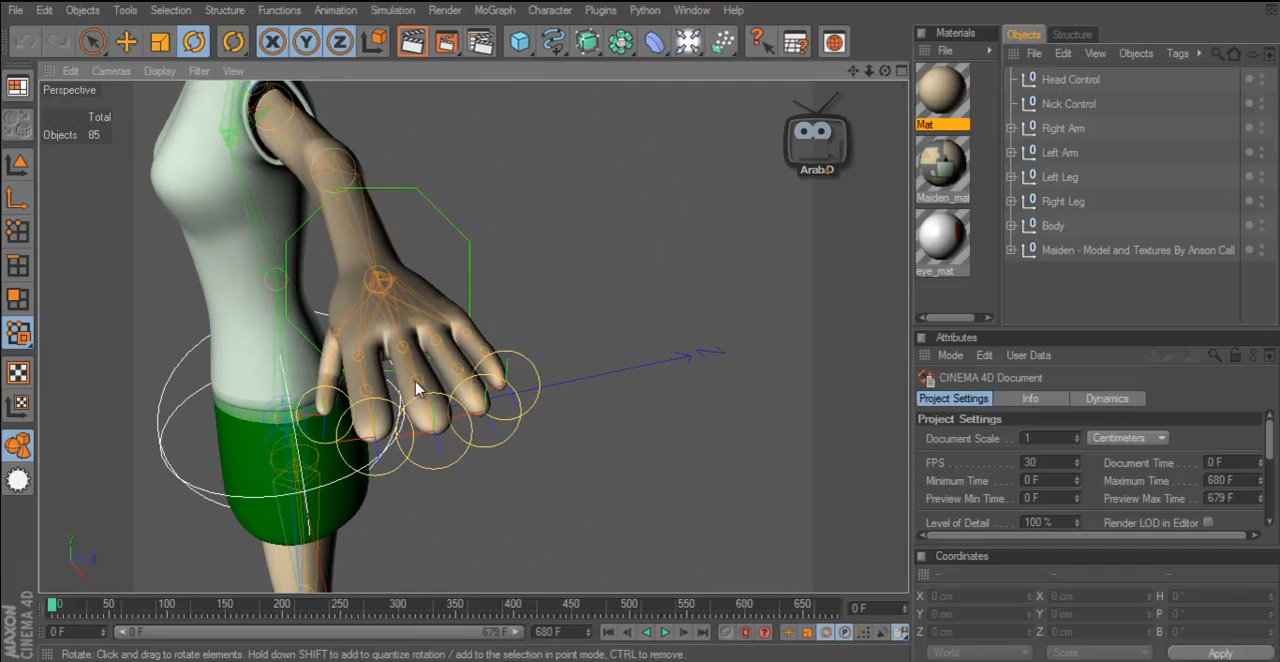 File Edit Objects Tools Selection Structure Functions Animation Simulation Render MoGraph Character Plugins Python Window Help
Materials
File
Mat
Maiden_mat
eye_mat
Objects Structure
File Edit View Objects Tags
Head Control
Nick Control
Right Arm
Left Arm
Left Leg
Right Leg
Body
Maiden - Model and Textures By Anson Call
Edit Cameras Display Filter View
Perspective
Total
Objects 85
Arab4D
Z
Y
Z
X
Attributes
Mode Edit User Data
CINEMA 4D Document
Project Settings Info Dynamics
Project Settings
Document Scale . . . 1 Centimeters
FPS . . . . . . . . . . . 30 Document Time . . 0 F
Minimum Time . . . 0 F Maximum Time . . . 680 F
Preview Min Time . . 0 F Preview Max Time . . 679 F
Level of Detail . . . . 100 % Render LOD in Editor
Coordinates
X 0 cm X 0 cm H 0 °
Y 0 cm Y 0 cm P 0 °
Z 0 cm Z 0 cm B 0 °
World Scale Apply
0 50 100 150 200 250 300 350 400 450 500 550 600 650 0 F
0 F 0 F 679 F 680 F
MAXON CINEMA 4D
Rotate: Click and drag to rotate elements. Hold down SHIFT to add to quantize rotation / add to the selection in point mode, CTRL to remove.